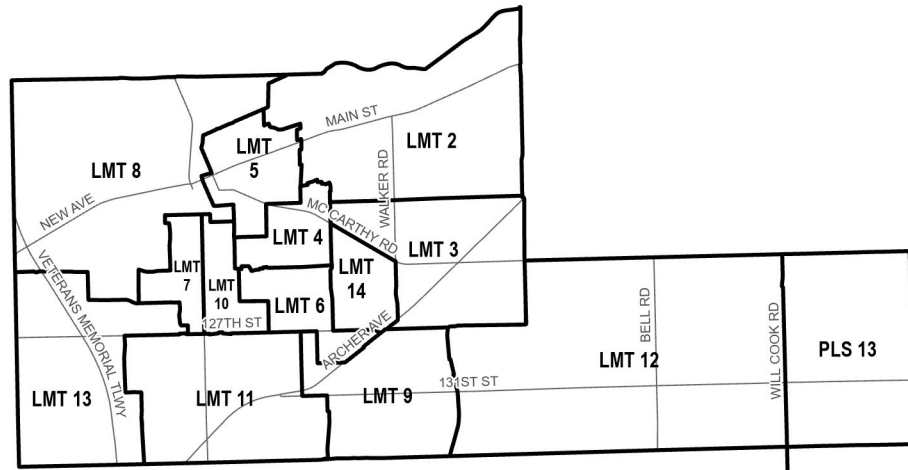 MAIN ST
LMT
5
LMT 2
LMT 8
WALKER RD
NEW AVE
MC CARTHY RD
LMT 4
LMT 3
VETERANS MEMORIAL TLWY
LMT
7
LMT
10
LMT
14
LMT 6
127TH ST
ARCHER AVE
BELL RD
WILL COOK RD
LMT 12
PLS 13
131ST ST
LMT 13
LMT 11
LMT 9